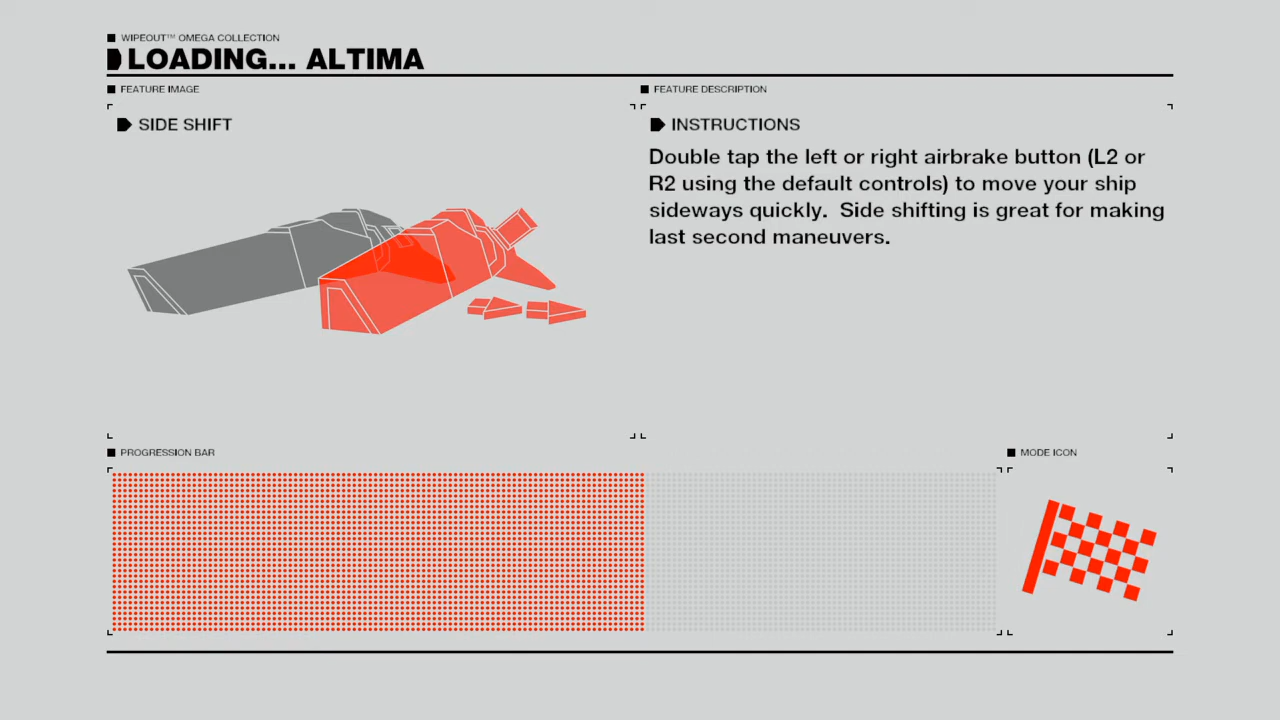 WIPEOUT™ OMEGA COLLECTION
LOADING... ALTIMA
FEATURE IMAGE
SIDE SHIFT
FEATURE DESCRIPTION
INSTRUCTIONS
Double tap the left or right airbrake button (L2 or
R2 using the default controls) to move your ship
sideways quickly.  Side shifting is great for making
last second maneuvers.
PROGRESSION BAR
MODE ICON